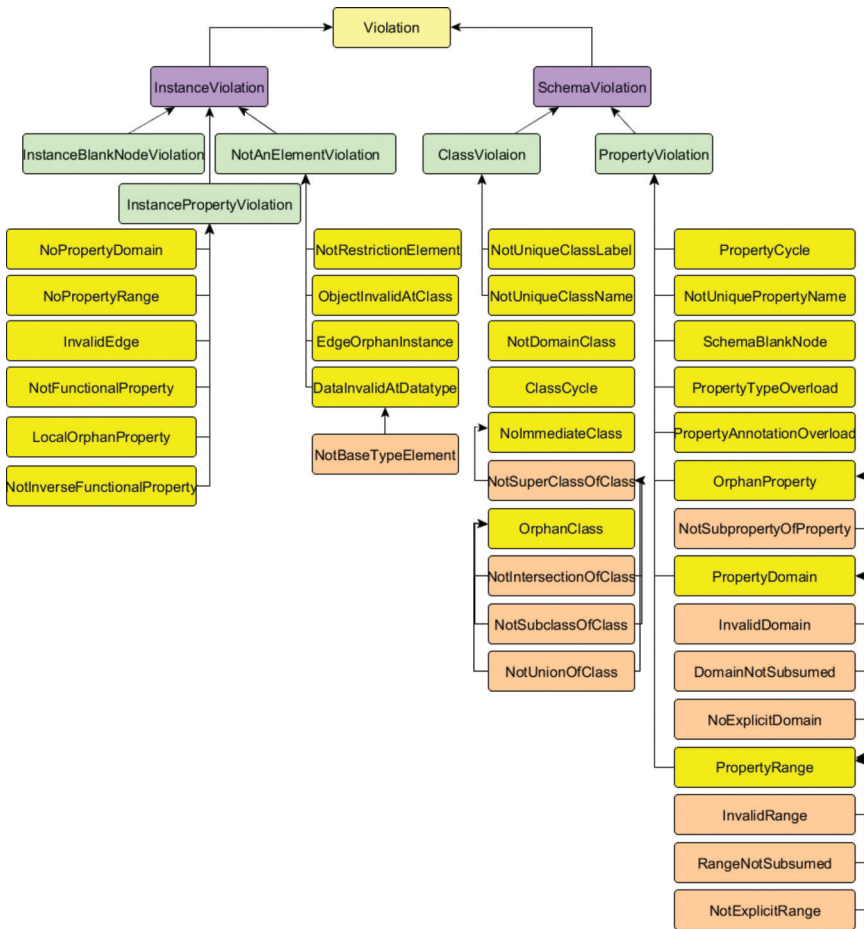 Violation
InstanceViolation
SchemaViolation
InstanceBlankNodeViolation
NotAnElementViolation
ClassViolaion
PropertyViolation
InstancePropertyViolation
NoPropertyDomain
NoPropertyRange
InvalidEdge
NotFunctionalProperty
LocalOrphanProperty
NotInverseFunctionalProperty
NotRestrictionElement
ObjectInvalidAtClass
EdgeOrphanInstance
DataInvalidAtDatatype
NotBaseTypeElement
NotUniqueClassLabel
NotUniqueClassName
NotDomainClass
ClassCycle
NoImmediateClass
NotSuperClassOfClass
OrphanClass
NotIntersectionOfClass
NotSubclassOfClass
NotUnionOfClass
PropertyCycle
NotUniquePropertyName
SchemaBlankNode
PropertyTypeOverload
PropertyAnnotationOverload
OrphanProperty
NotSubpropertyOfProperty
PropertyDomain
InvalidDomain
DomainNotSubsumed
NoExplicitDomain
PropertyRange
InvalidRange
RangeNotSubsumed
NotExplicitRange